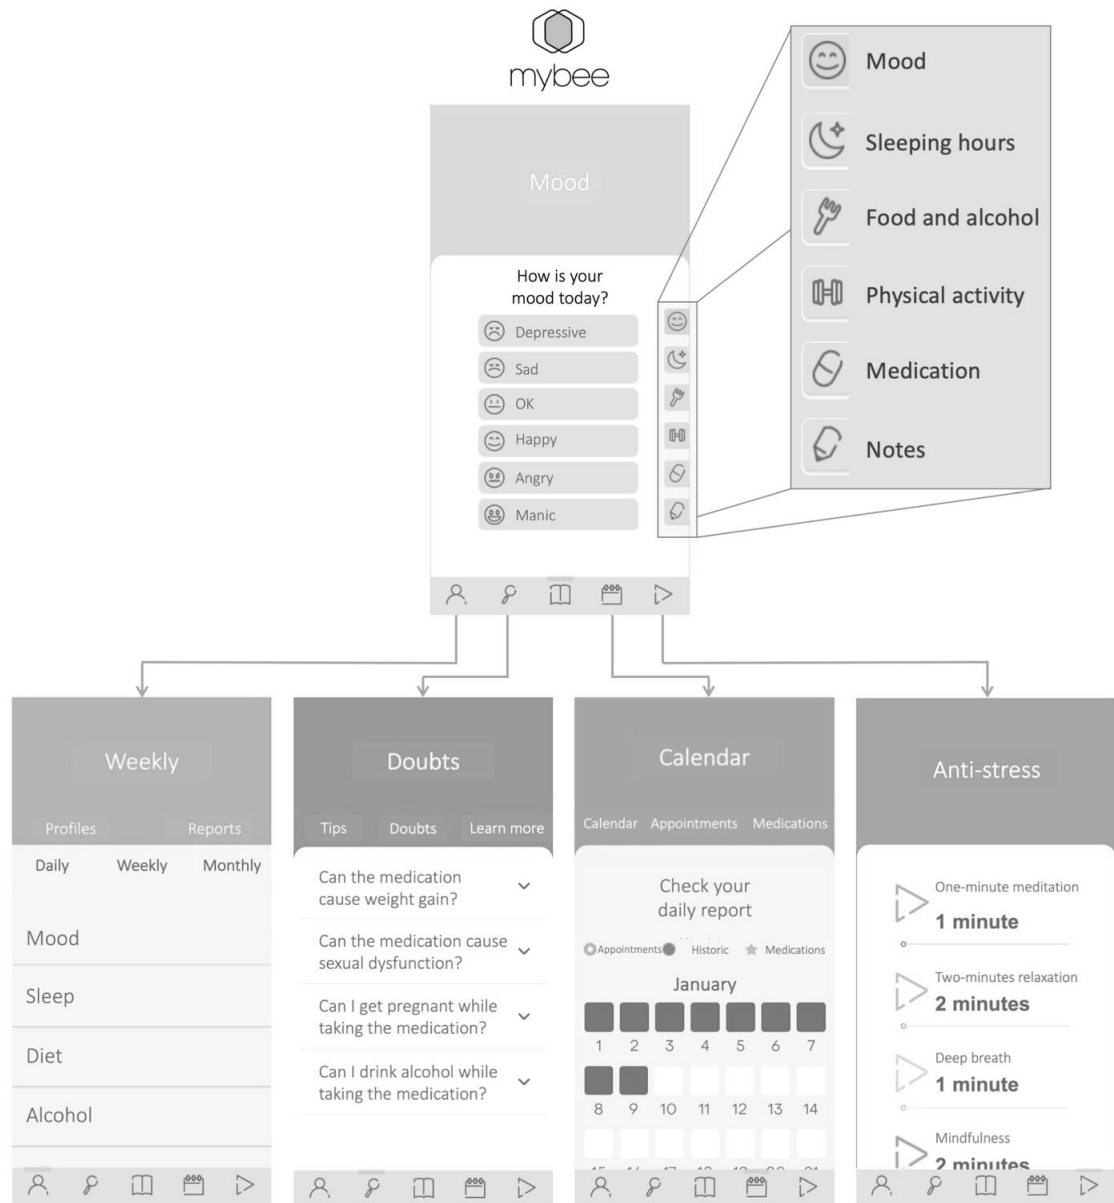 mybee
Mood
How is your
mood today?
Depressive
Sad
OK
Happy
Angry
Manic
Mood
Sleeping hours
Food and alcohol
Physical activity
Medication
Notes
Weekly
Profiles Reports
Daily Weekly Monthly
Mood
Sleep
Diet
Alcohol
Doubts
Tips Doubts Learn more
Can the medication
cause weight gain?
Can the medication cause
sexual dysfunction?
Can I get pregnant while
taking the medication?
Can I drink alcohol while
taking the medication?
Calendar
Calendar Appointments Medications
Check your
daily report
Appointments Historic Medications
January
1 2 3 4 5 6 7
8 9 10 11 12 13 14
Anti-stress
One-minute meditation
1 minute
Two-minutes relaxation
2 minutes
Deep breath
1 minute
Mindfulness
2 minutes